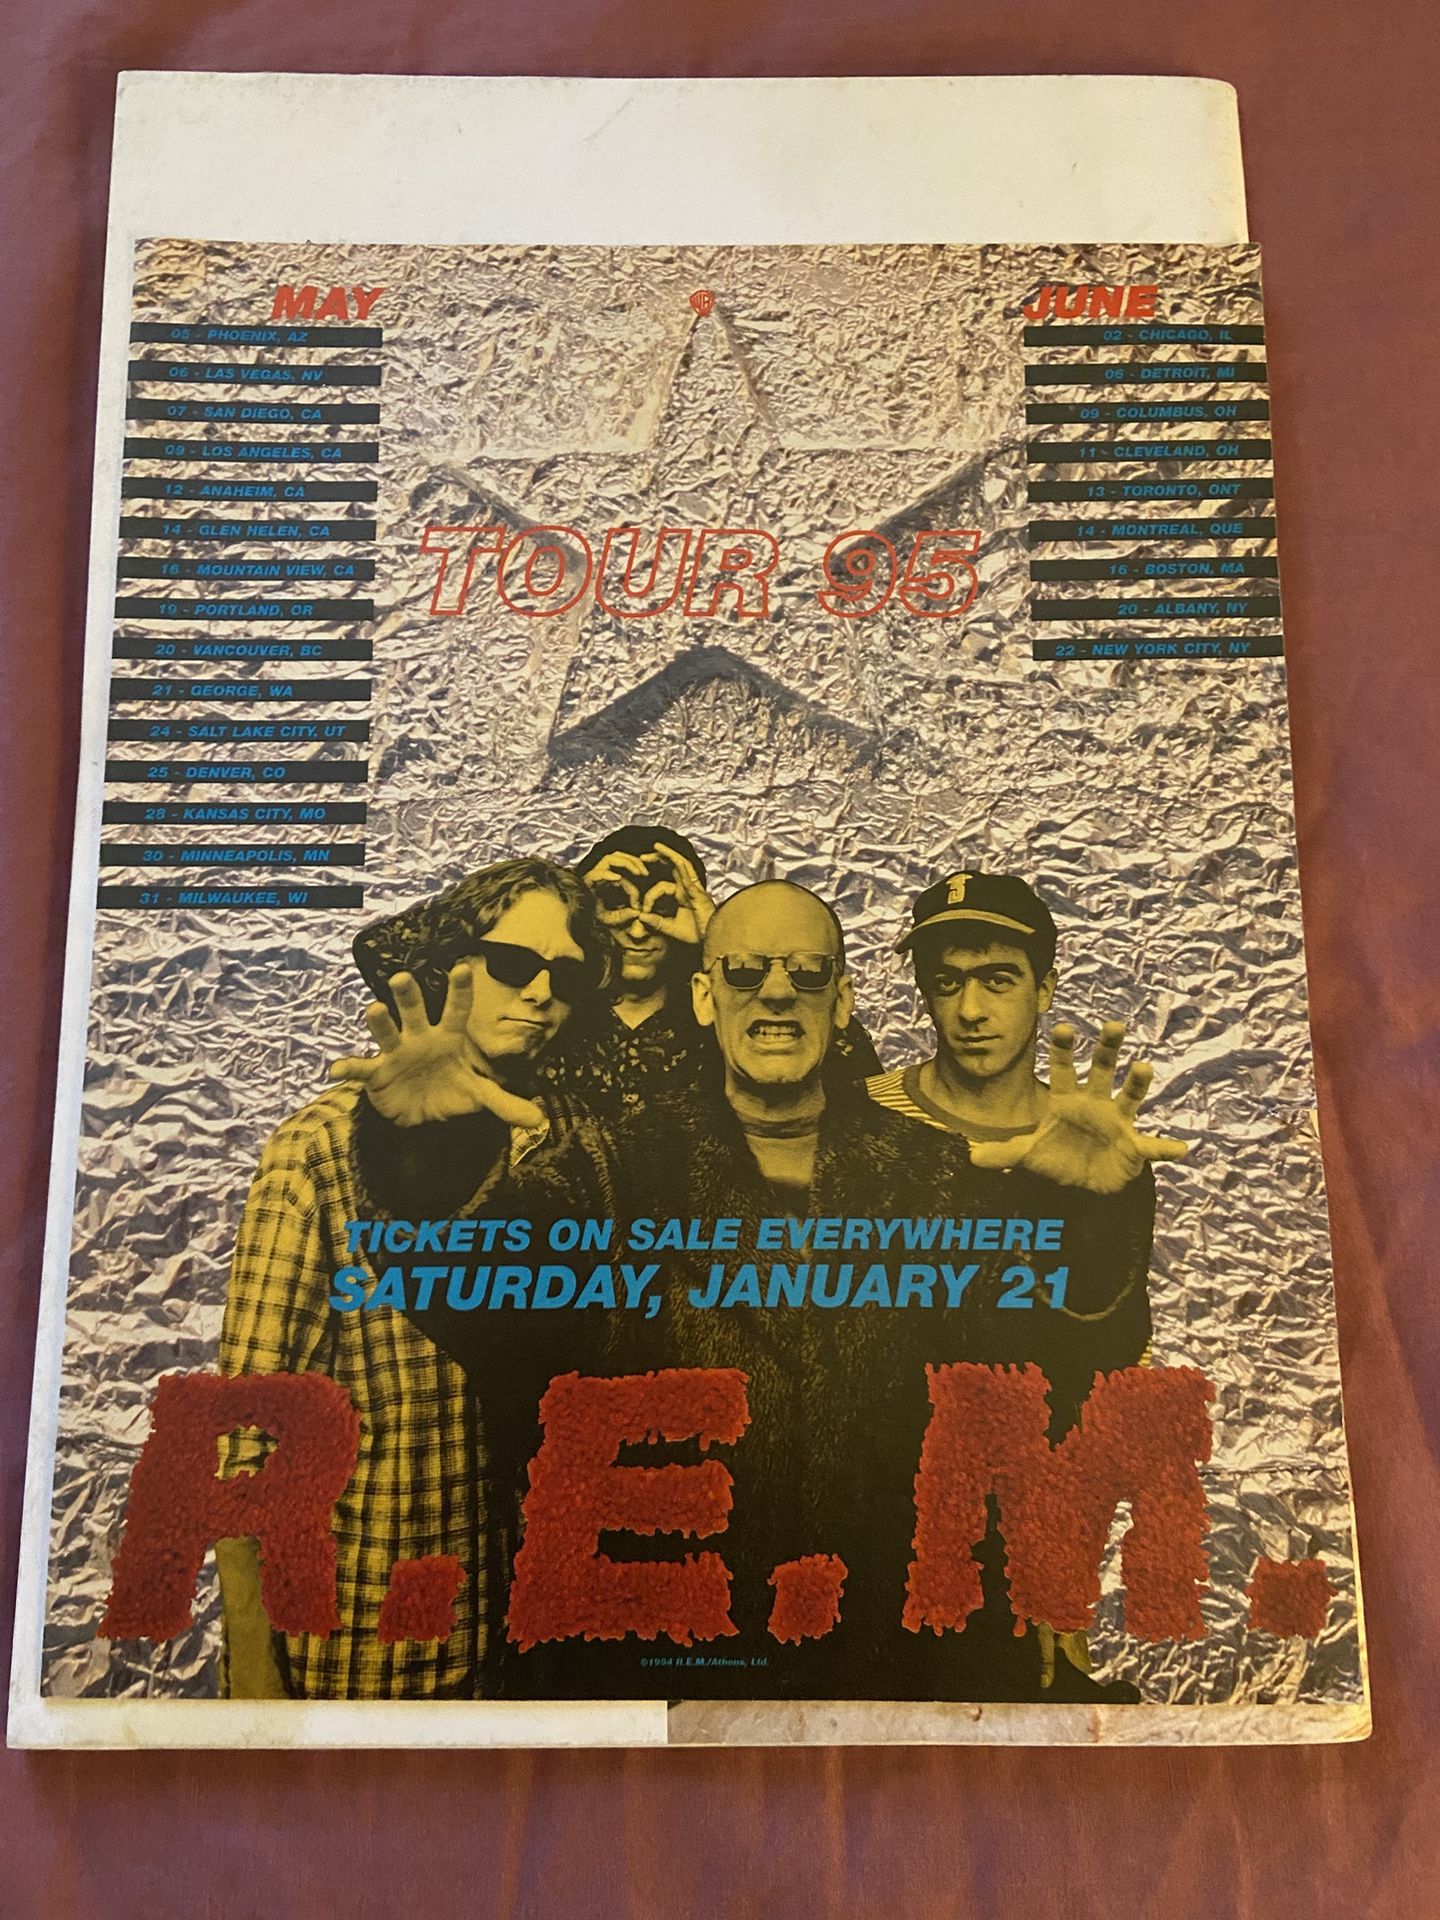 MAY
05 - PHOENIX, AZ
06 - LAS VEGAS, NV
07 - SAN DIEGO, CA
09 - LOS ANGELES, CA
12 - ANAHEIM, CA
14 - GLEN HELEN, CA
16 - MOUNTAIN VIEW, CA
19 - PORTLAND, OR
20 - VANCOUVER, BC
21 - GEORGE, WA
24 - SALT LAKE CITY, UT
25 - DENVER, CO
28 - KANSAS CITY, MO
30 - MINNEAPOLIS, MN
31 - MILWAUKEE, WI
JUNE
02 - CHICAGO, IL
06 - DETROIT, MI
09 - COLUMBUS, OH
11 - CLEVELAND, OH
13 - TORONTO, ONT
14 - MONTREAL, QUE
16 - BOSTON, MA
20 - ALBANY, NY
22 - NEW YORK CITY, NY
TOUR 95
TICKETS ON SALE EVERYWHERE
SATURDAY, JANUARY 21
R.E.M.
©1994 R.E.M./Athens, Ltd.